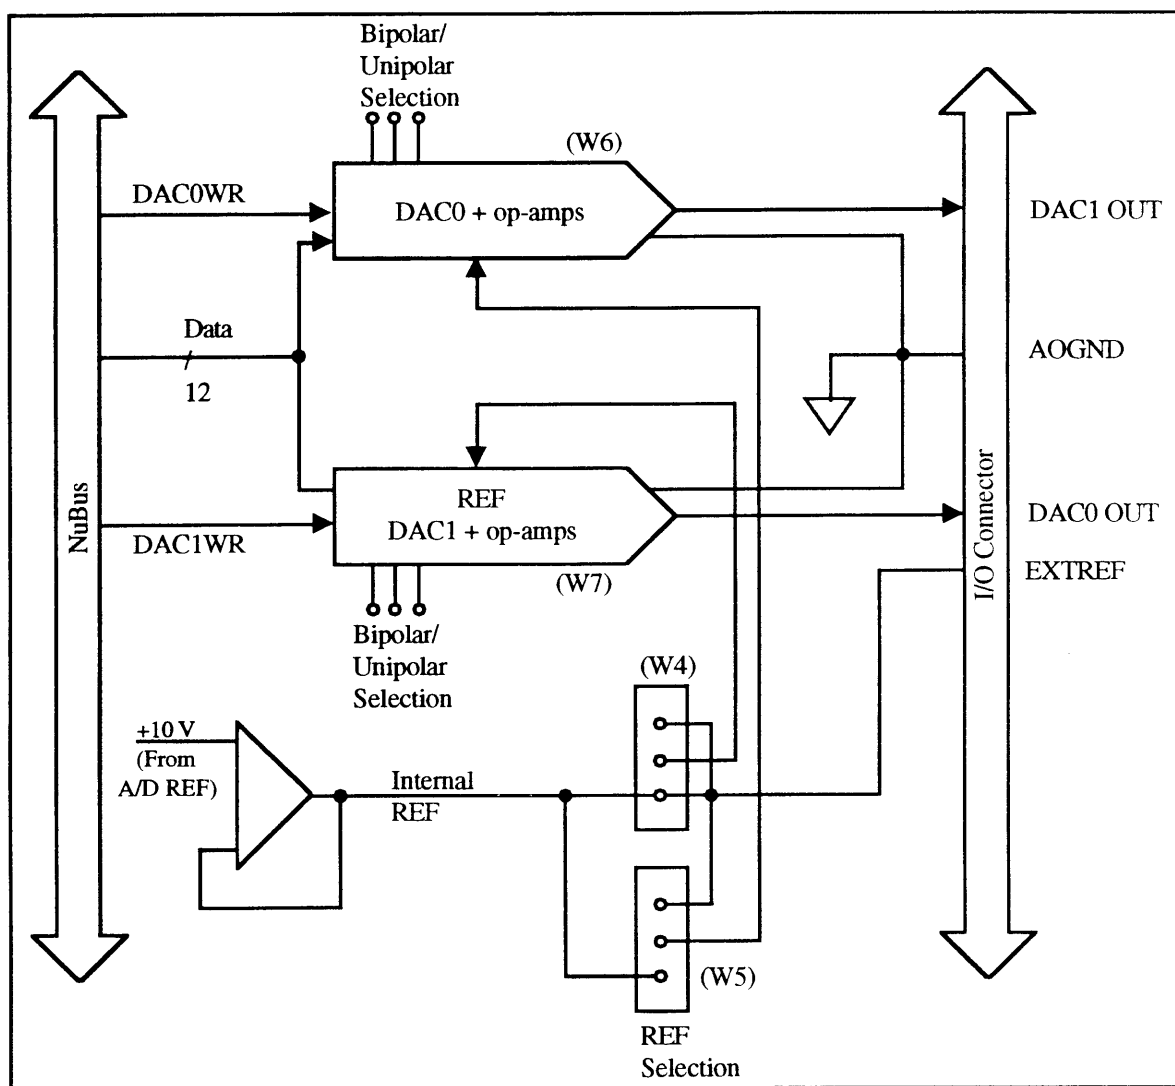 Bipolar/
Unipolar
Selection
(W6)
DAC0WR
DAC0 + op-amps
DAC1 OUT
Data
12
AOGND
NuBus
REF
DAC1 + op-amps
DAC1WR
DAC0 OUT
I/O Connector
EXTREF
(W7)
Bipolar/
Unipolar
Selection
(W4)
+10 V
(From
A/D REF)
Internal
REF
(W5)
REF
Selection